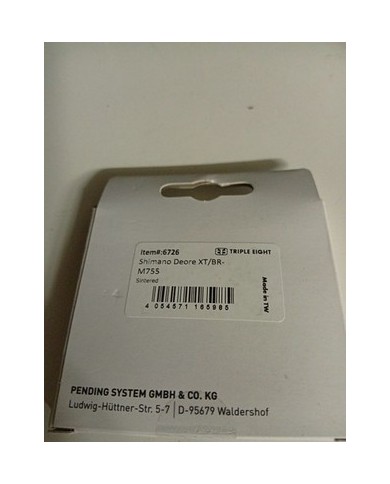 Item#:6726
TRIPLE EIGHT
Shimano Deore XT/BR-
M755
Sintered
Made in TW
4 054571 165985
PENDING SYSTEM GMBH & CO. KG
Ludwig-Hüttner-Str. 5-7 | D-95679 Waldershof